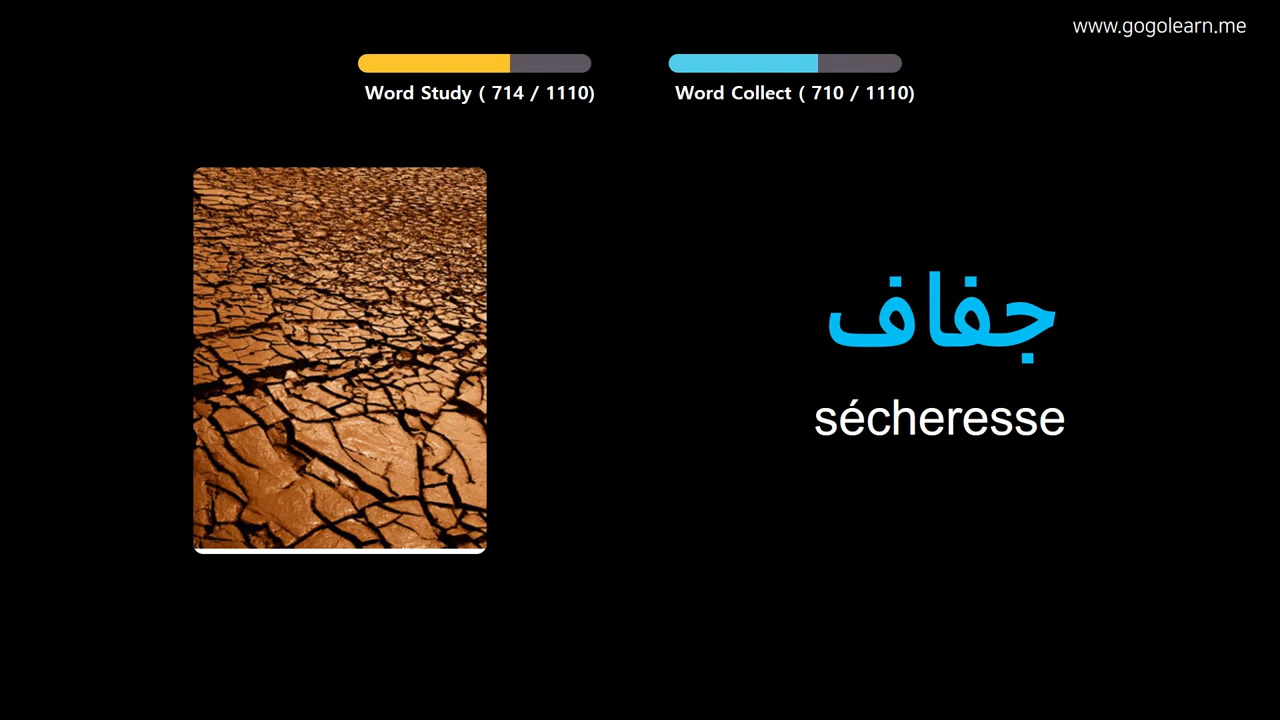 www.gogolearn.me
Word Study ( 714 / 1110)
Word Collect ( 710 / 1110)
جفاف
sécheresse